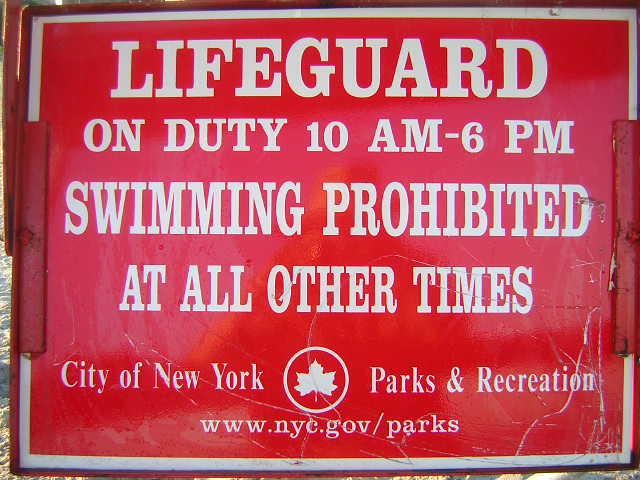 LIFEGUARD
ON DUTY 10 AM-6 PM
SWIMMING PROHIBITED
AT ALL OTHER TIMES
City of New York Parks & Recreation
www.nyc.gov/parks